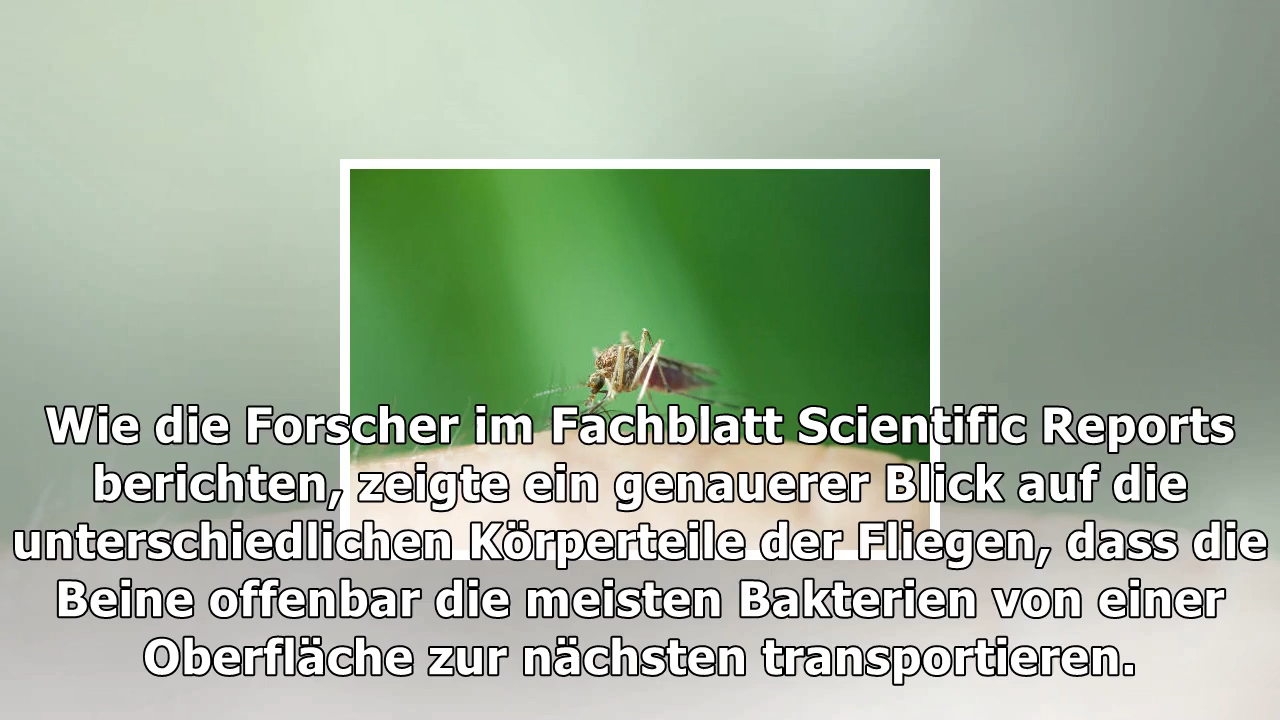 Wie die Forscher im Fachblatt Scientific Reports
berichten, zeigte ein genauerer Blick auf die
unterschiedlichen Körperteile der Fliegen, dass die
Beine offenbar die meisten Bakterien von einer
Oberfläche zur nächsten transportieren.